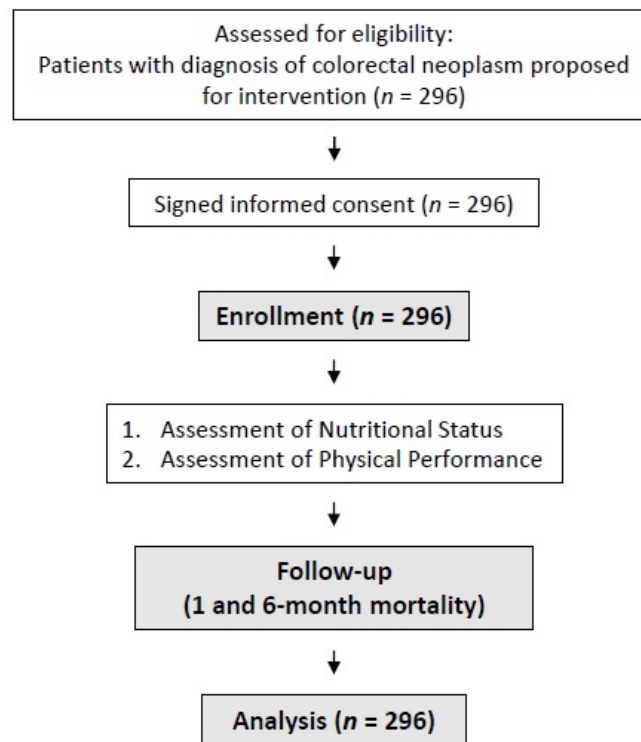 Assessed for eligibility:
Patients with diagnosis of colorectal neoplasm proposed
for intervention (n = 296)
Signed informed consent (n = 296)
Enrollment (n = 296)
1. Assessment of Nutritional Status
2. Assessment of Physical Performance
Follow-up
(1 and 6-month mortality)
Analysis (n = 296)